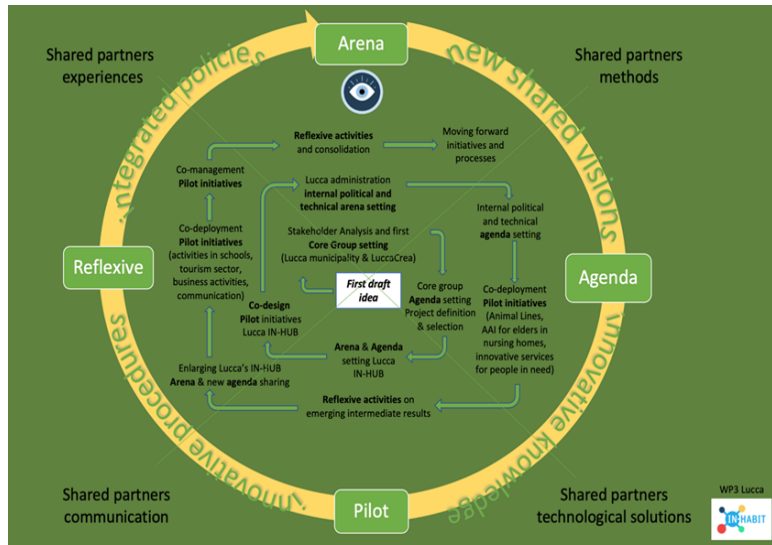 Arena
Shared partners
experiences
Shared partners
methods
integrated policies
new shared visions
Reflexive activities
and consolidation
Moving forward
initiatives and
processes
Co-management
Pilot initiatives
Lucca administration
internal political and
technical arena setting
Internal political
and technical
agenda setting
Co-deployment
Pilot initiatives
(activities in schools,
tourism sector,
business activities,
communication)
Stakeholder Analysis and first
Core Group setting
(Lucca municipality & LuccaCrea)
Reflexive
Agenda
First draft
idea
Core group
Agenda setting
Project definition
& selection
Co-deployment
Pilot initiatives
(Animal Lines,
AAI for elders in
nursing homes,
innovative services
for people in need)
Co-design
Pilot initiatives
Lucca IN-HUB
Arena & Agenda
setting Lucca
IN-HUB
Enlarging Lucca's IN-HUB
Arena & new agenda sharing
Reflexive activities on
emerging intermediate results
innovative procedures
innovative knowledge
Shared partners
communication
Pilot
Shared partners
technological solutions
WP3 Lucca
IN-HABIT